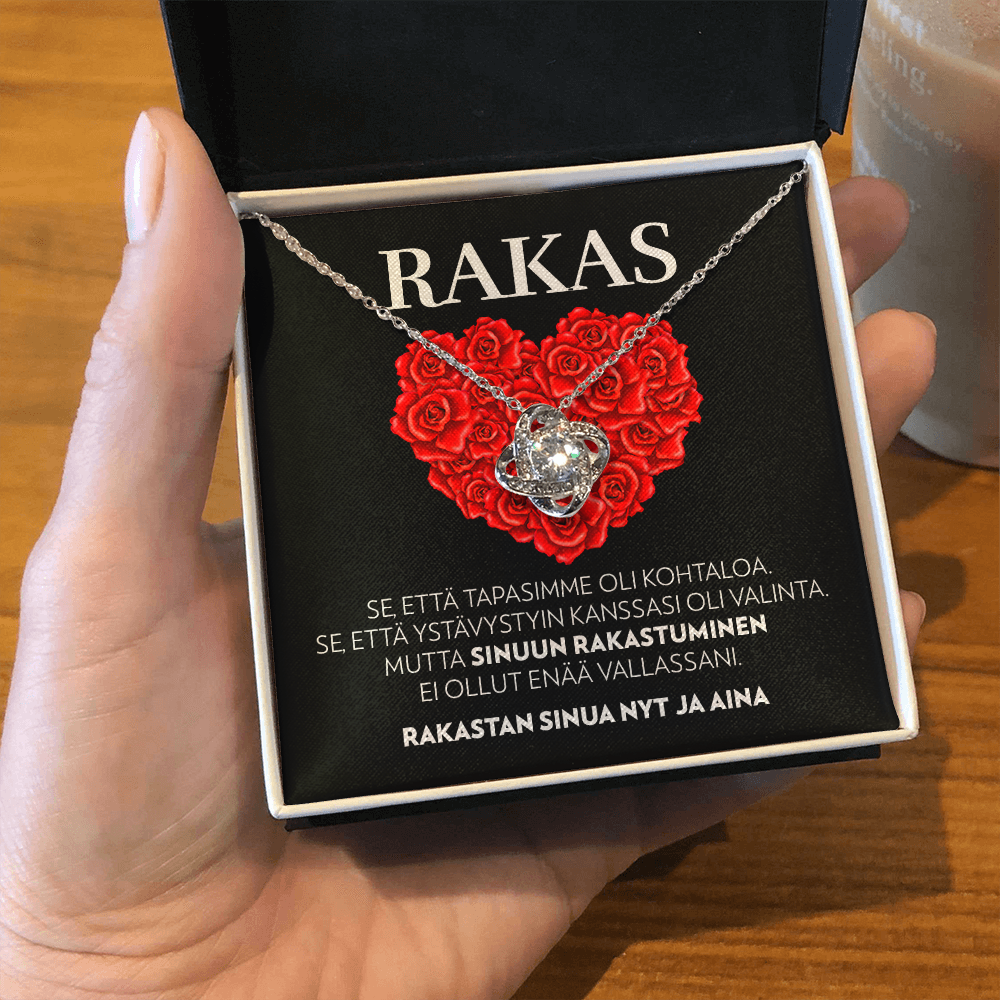 RAKAS
SE, ETTÄ TAPASIMME OLI KOHTALOA.
SE, ETTÄ YSTÄVYSTYIN KANSSASI OLI VALINTA.
MUTTA SINUUN RAKASTUMINEN
EI OLLUT ENÄÄ VALLASSANI.
RAKASTAN SINUA NYT JA AINA